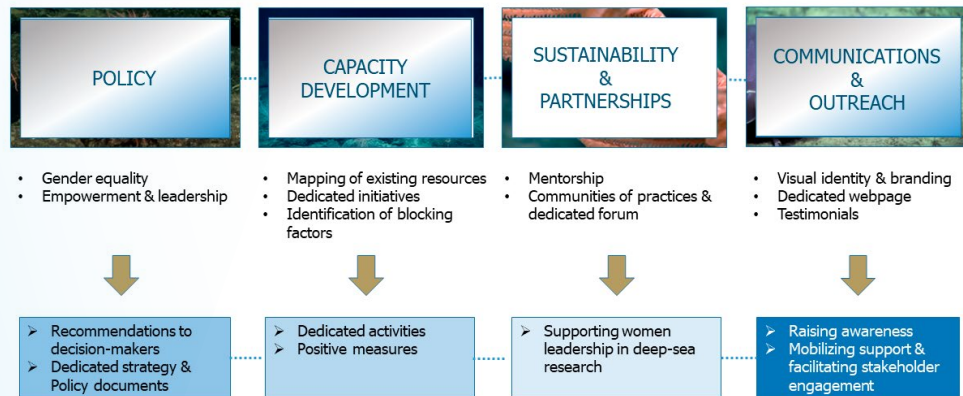 POLICY
CAPACITY
DEVELOPMENT
SUSTAINABILITY
&
PARTNERSHIPS
COMMUNICATIONS
&
OUTREACH
• Gender equality
• Empowerment & leadership
• Mapping of existing resources
• Dedicated initiatives
• Identification of blocking
factors
• Mentorship
• Communities of practices &
dedicated forum
• Visual identity & branding
• Dedicated webpage
• Testimonials
➢ Recommendations to
decision-makers
➢ Dedicated strategy &
Policy documents
➢ Dedicated activities
➢ Positive measures
➢ Supporting women
leadership in deep-sea
research
➢ Raising awareness
➢ Mobilizing support &
facilitating stakeholder
engagement